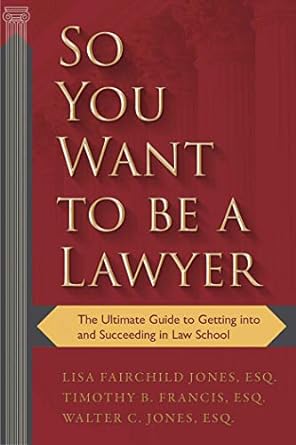 So
You
Want
to be a
Lawyer
The Ultimate Guide to Getting into
and Succeeding in Law School
Lisa Fairchild Jones, Esq.
Timothy B. Francis, Esq.
Walter C. Jones, Esq.